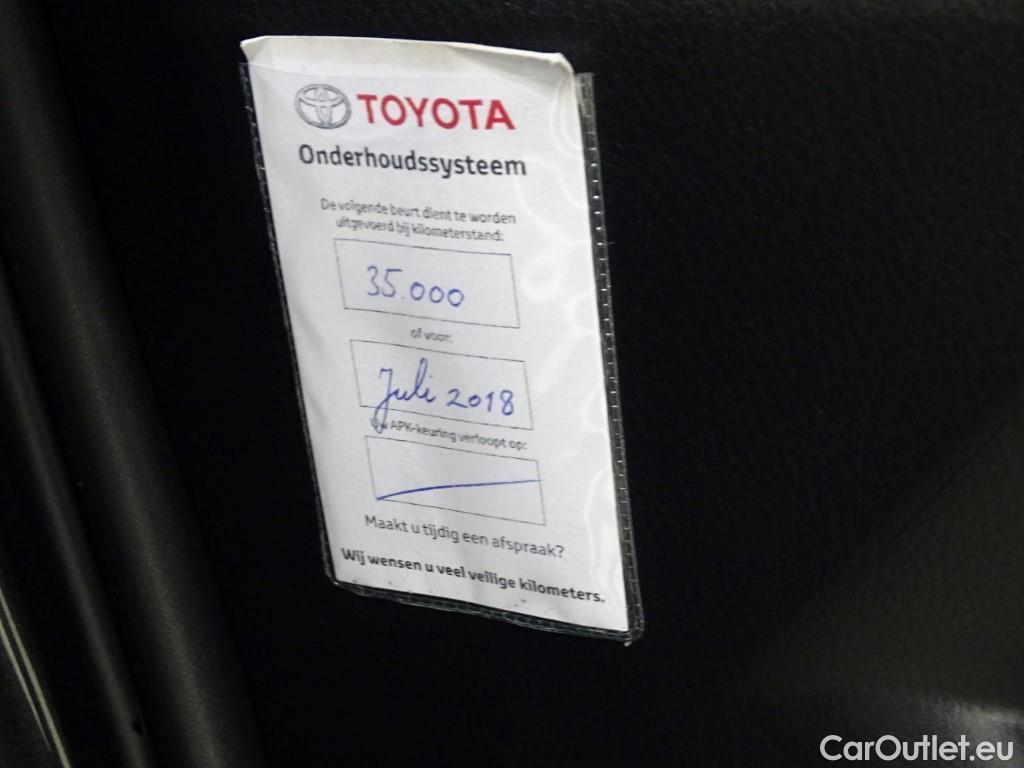 TOYOTA
Onderhoudssysteem
De volgende beurt dient te worden
uitgevoerd bij kilometerstand:
35.000
of voor:
Juli 2018
Uw APK-keuring verloopt op:
Maakt u tijdig een afspraak?
Wij wensen u veel veilige kilometers.
CarOutlet.eu